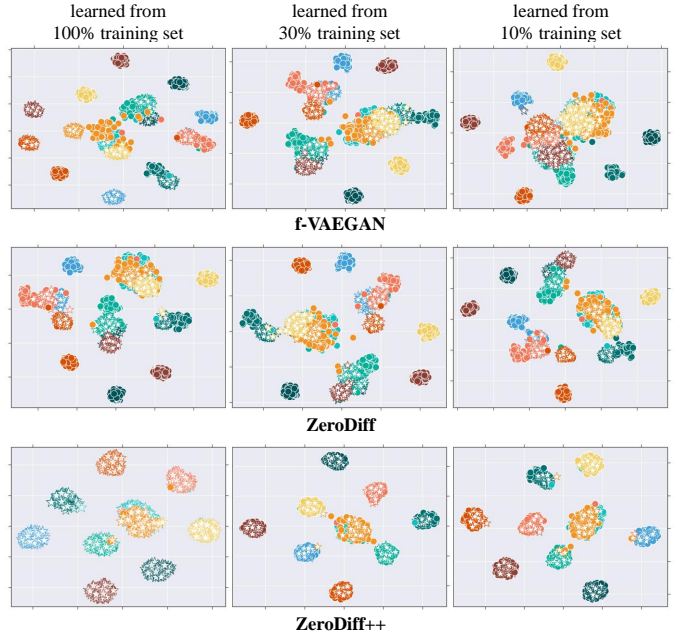 learned from
100% training set
learned from
30% training set
learned from
10% training set
f-VAEGAN
ZeroDiff
ZeroDiff++